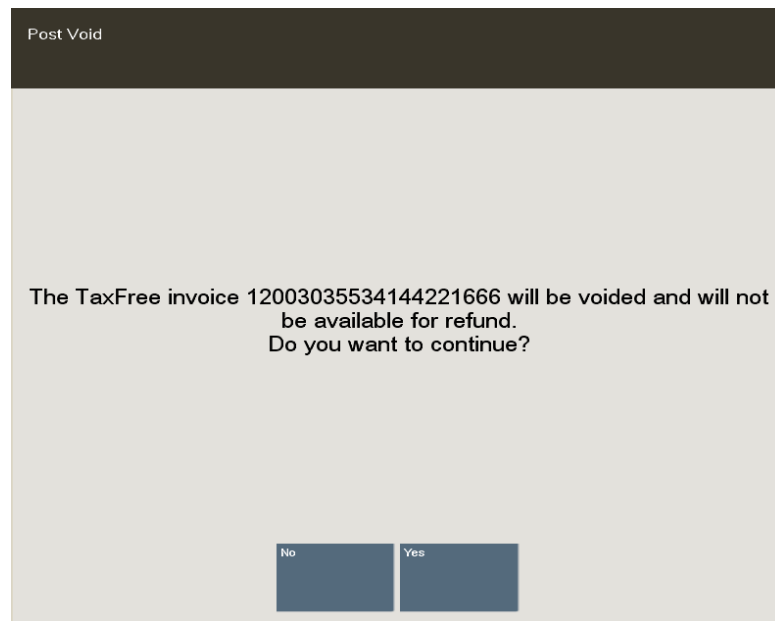 Post Void
The TaxFree invoice 12003035534144221666 will be voided and will not
be available for refund.
Do you want to continue?
No
Yes